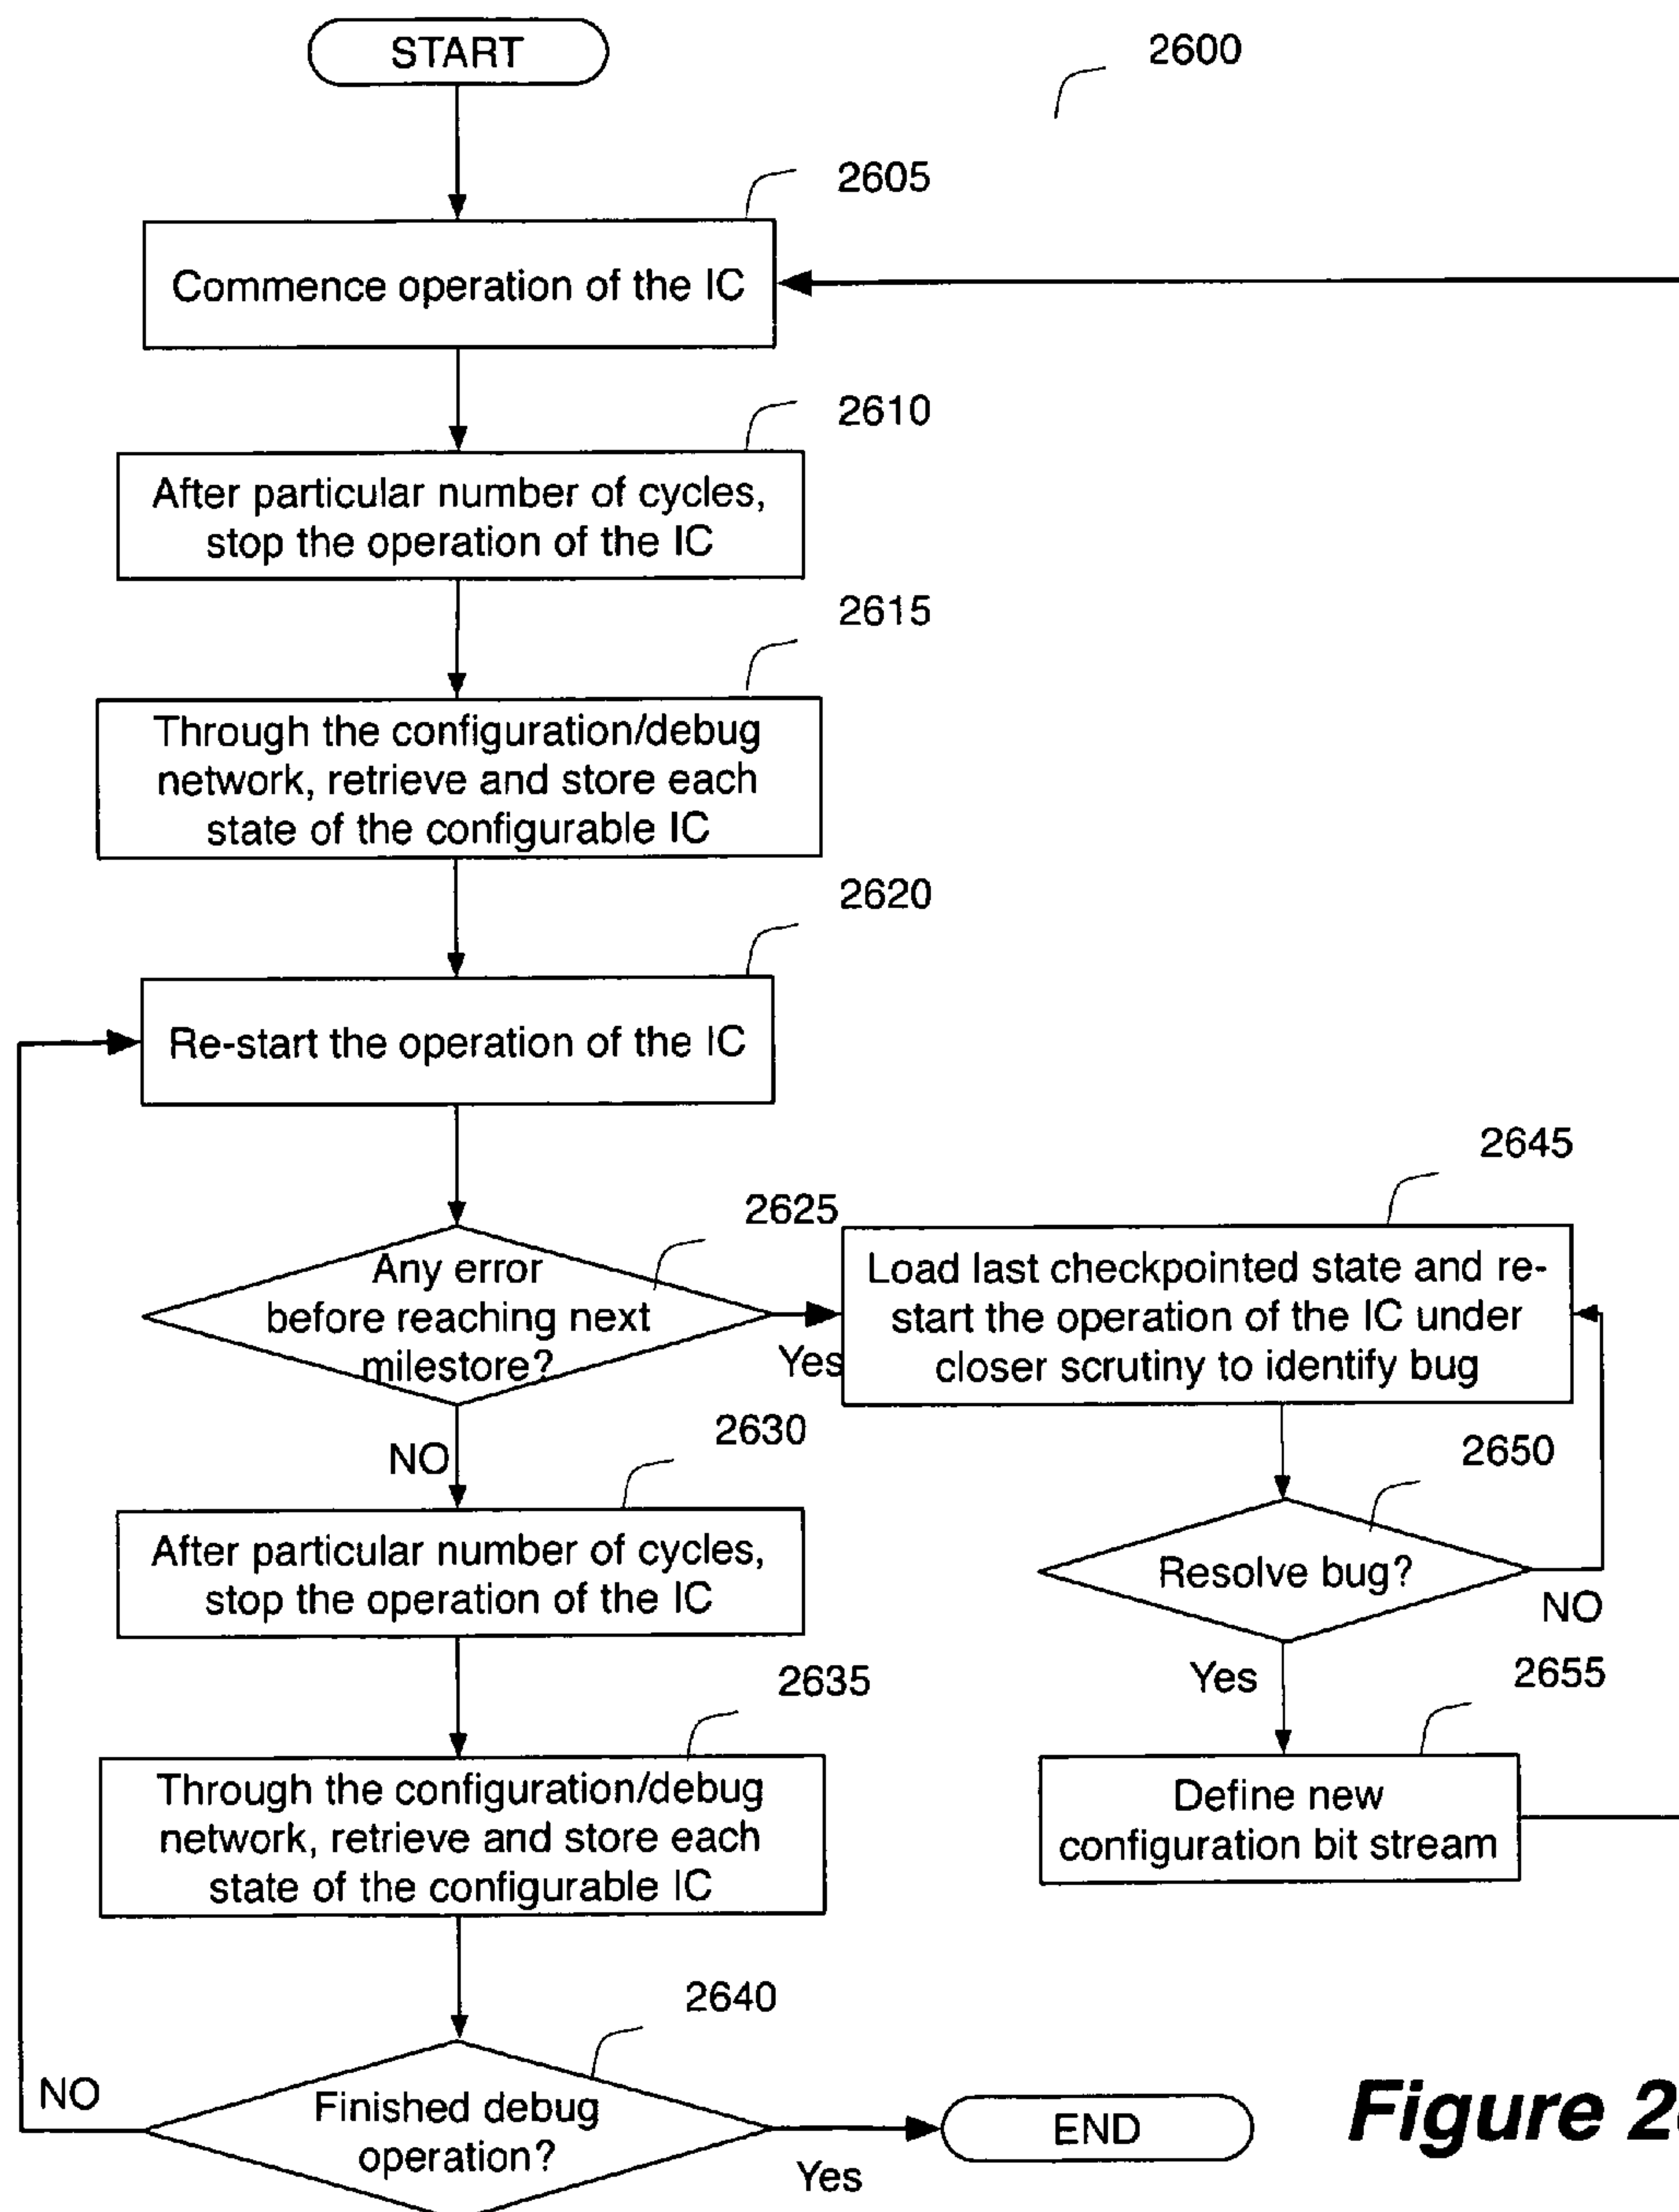 START
2600
2605
Commence operation of the IC
2610
After particular number of cycles,
stop the operation of the IC
2615
Through the configuration/debug
network, retrieve and store each
state of the configurable IC
2620
Re-start the operation of the IC
2625
Any error
before reaching next
milestore?
Yes
NO
2630
After particular number of cycles,
stop the operation of the IC
2635
Through the configuration/debug
network, retrieve and store each
state of the configurable IC
2640
Finished debug
operation?
NO
Yes
END
2645
Load last checkpointed state and re-
start the operation of the IC under
closer scrutiny to identify bug
2650
Resolve bug?
NO
Yes
2655
Define new
configuration bit stream
Figure